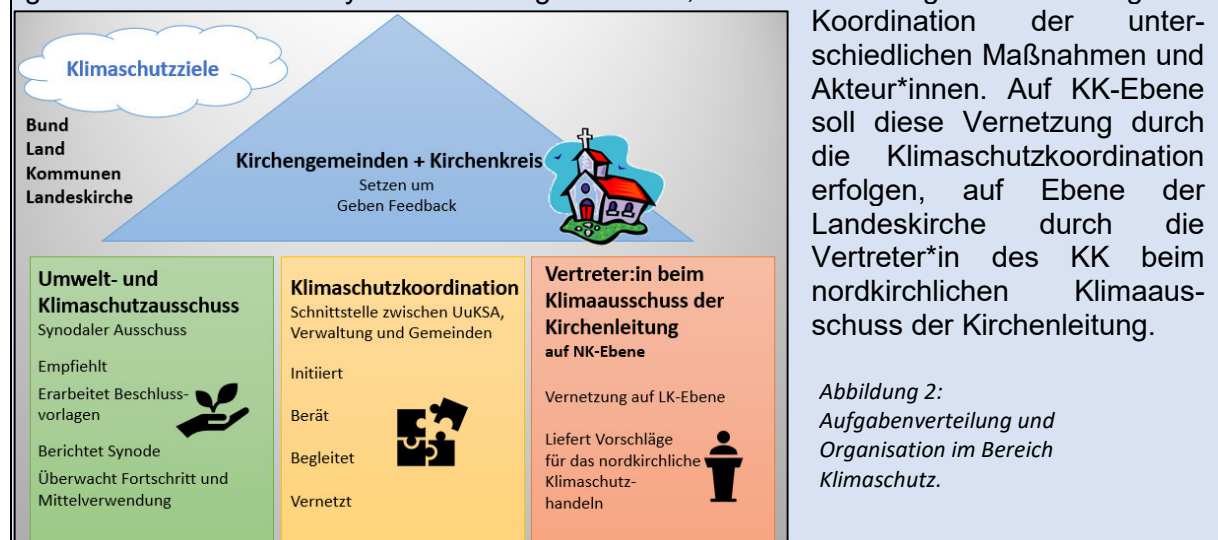 Klimaschutzziele
Bund
Land
Kommunen
Landeskirche
Kirchengemeinden + Kirchenkreis
Setzen um
Geben Feedback
Umwelt- und
Klimaschutzausschuss
Synodaler Ausschuss
Empfiehlt
Erarbeitet Beschluss-
vorlagen
Berichtet Synode
Überwacht Fortschritt und
Mittelverwendung
Klimaschutzkoordination
Schnittstelle zwischen UuKSA,
Verwaltung und Gemeinden
Initiiert
Berät
Begleitet
Vernetzt
Vertreter:in beim
Klimaausschuss der
Kirchenleitung
auf NK-Ebene
Vernetzung auf LK-Ebene
Liefert Vorschläge
für das nordkirchliche
Klimaschutz-
handeln
Koordination der unter-
schiedlichen Maßnahmen und
Akteur*innen. Auf KK-Ebene
soll diese Vernetzung durch
die Klimaschutzkoordination
erfolgen, auf Ebene der
Landeskirche durch die
Vertreter*in des KK beim
nordkirchlichen Klimaaus-
schuss der Kirchenleitung.
Abbildung 2:
Aufgabenverteilung und
Organisation im Bereich
Klimaschutz.